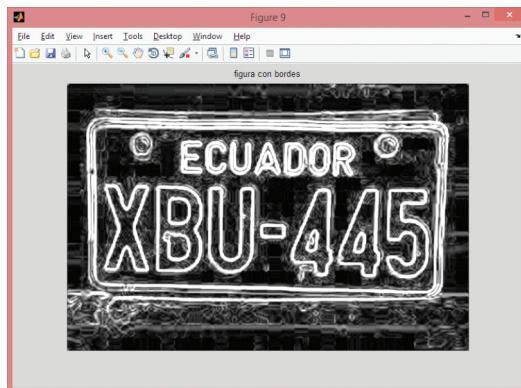 Figure 9
File Edit View Insert Tools Desktop Window Help
figura con bordes
ECUADOR
XBU-445